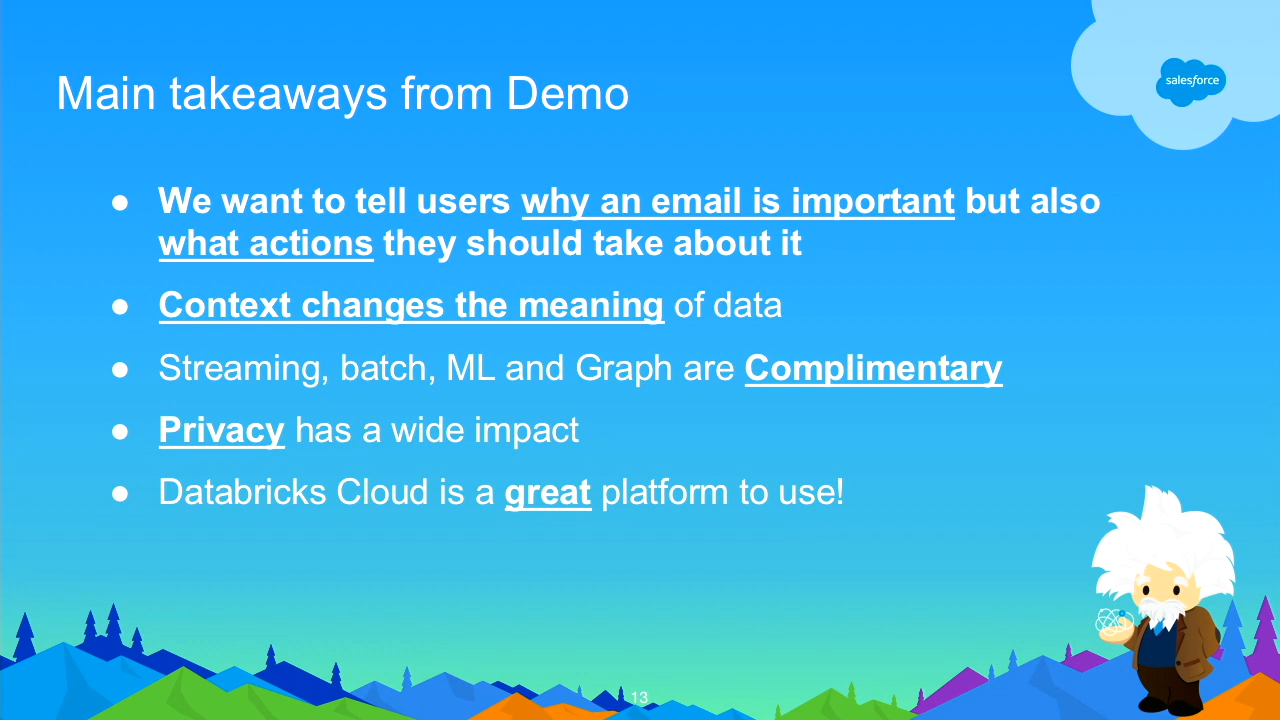 salesforce
Main takeaways from Demo
● We want to tell users why an email is important but also
what actions they should take about it
● Context changes the meaning of data
● Streaming, batch, ML and Graph are Complimentary
● Privacy has a wide impact
● Databricks Cloud is a great platform to use!
13